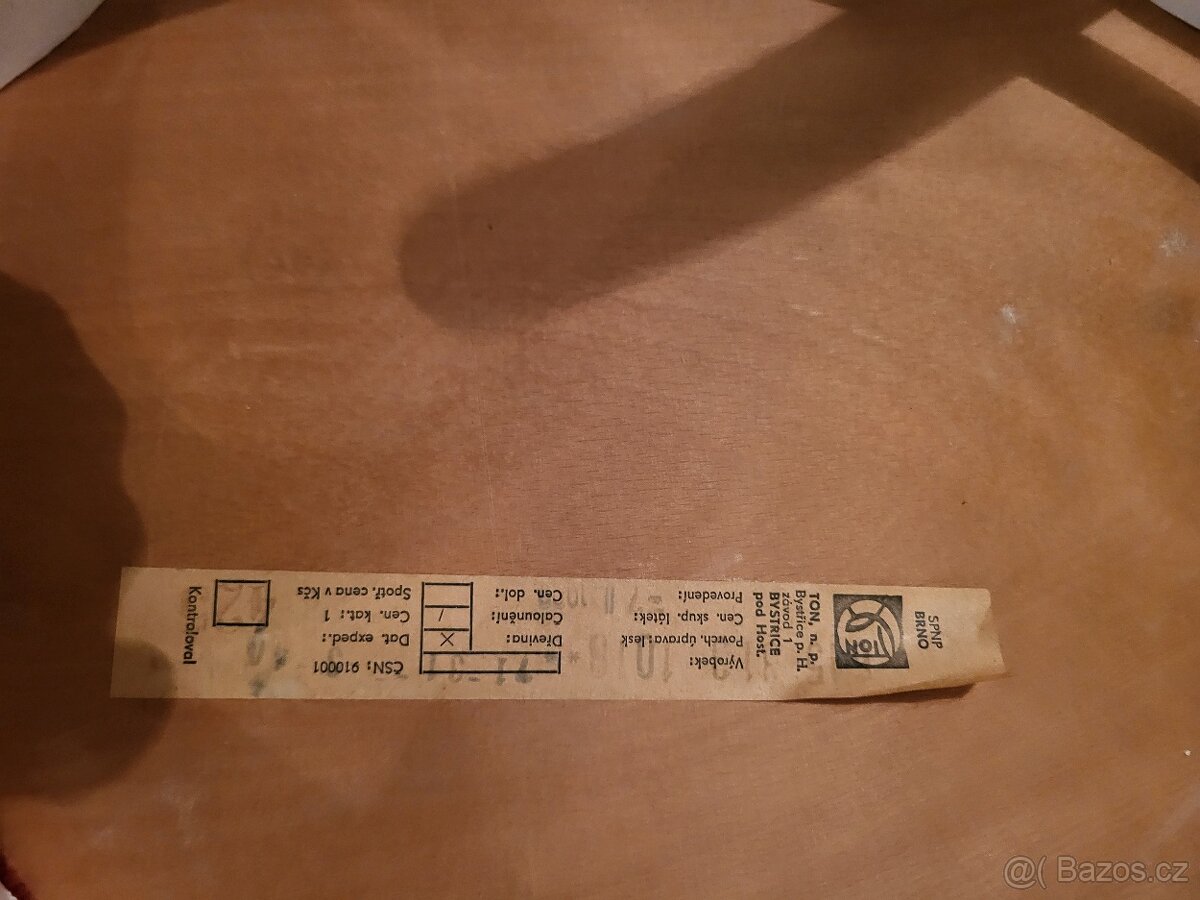 SPNP
BRNO
TON
TON, n. p.
Bystřice p. H.
závod 1
BYSTŘICE
pod Host.
Výrobek:
Povrch. úprava: lesk
Cen. skup. látek:
Provedení:
Dřevina:
Čalounění:
Cen. dol.:
ČSN: 910001
Dat. exped.:
Cen. kat.: 1
Spotř. cena v Kčs
Kontroloval
@( Bazos.cz